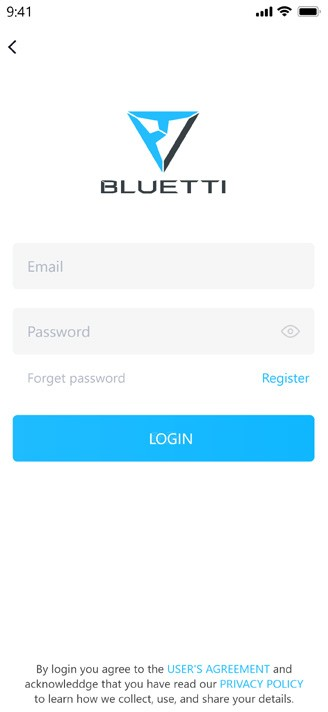 9:41
BLUETTI
Email
Password
Forget password Register
LOGIN
By login you agree to the USER'S AGREEMENT and
acknowleddge that you have read our PRIVACY POLICY
to learn how we collect, use, and share your details.